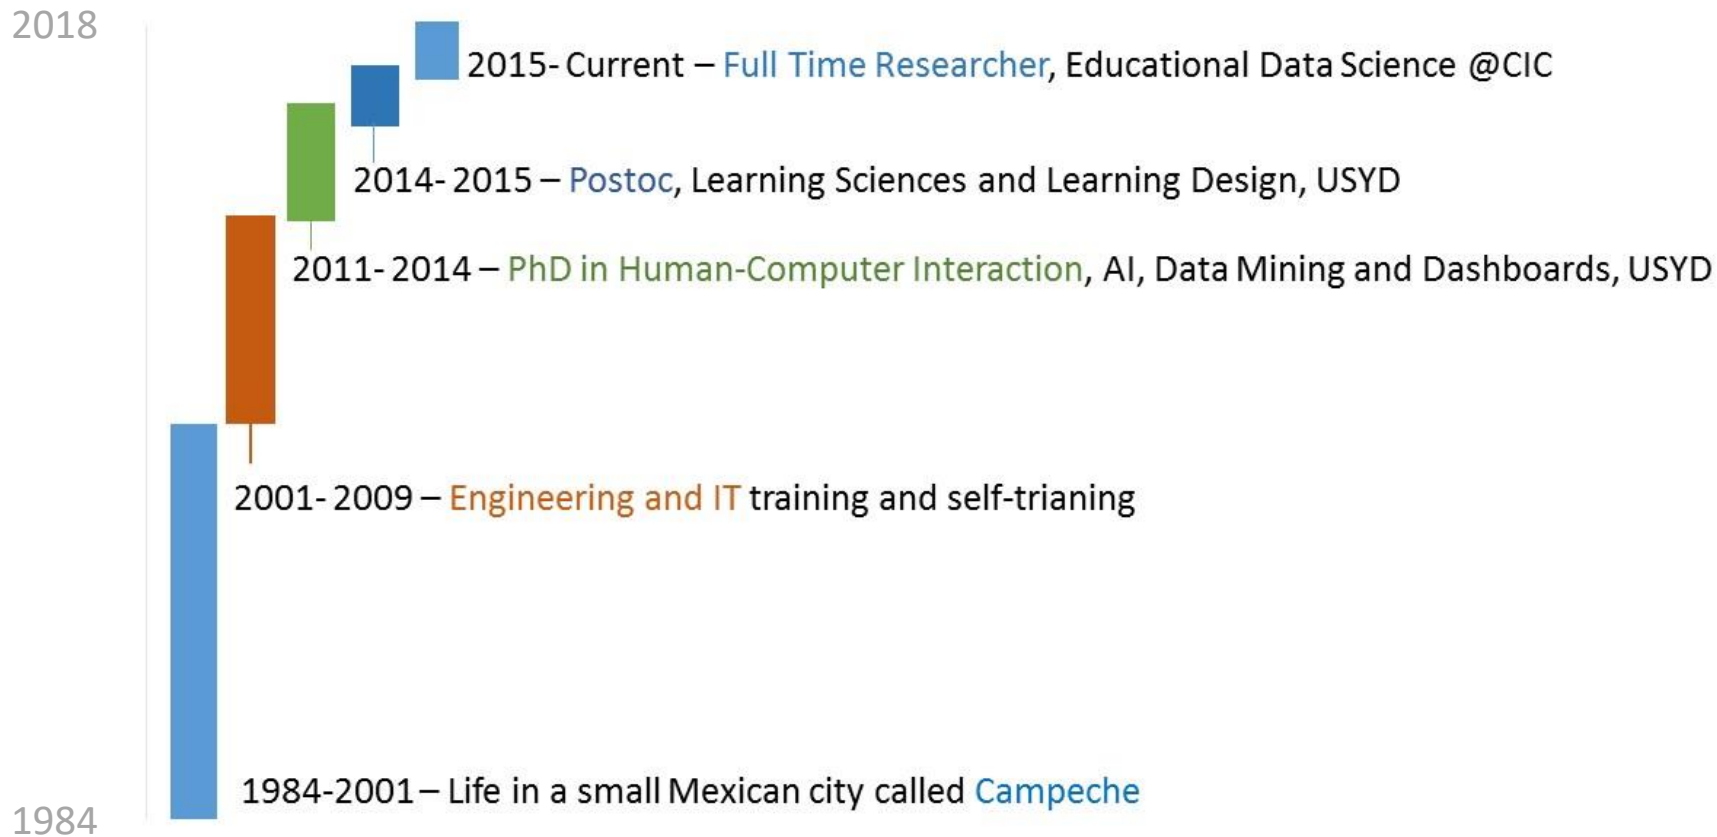 2018
2015- Current – Full Time Researcher, Educational Data Science @CIC
2014- 2015 – Postoc, Learning Sciences and Learning Design, USYD
2011- 2014 – PhD in Human-Computer Interaction, AI, Data Mining and Dashboards, USYD
2001- 2009 – Engineering and IT training and self-trianing
1984-2001 – Life in a small Mexican city called Campeche
1984